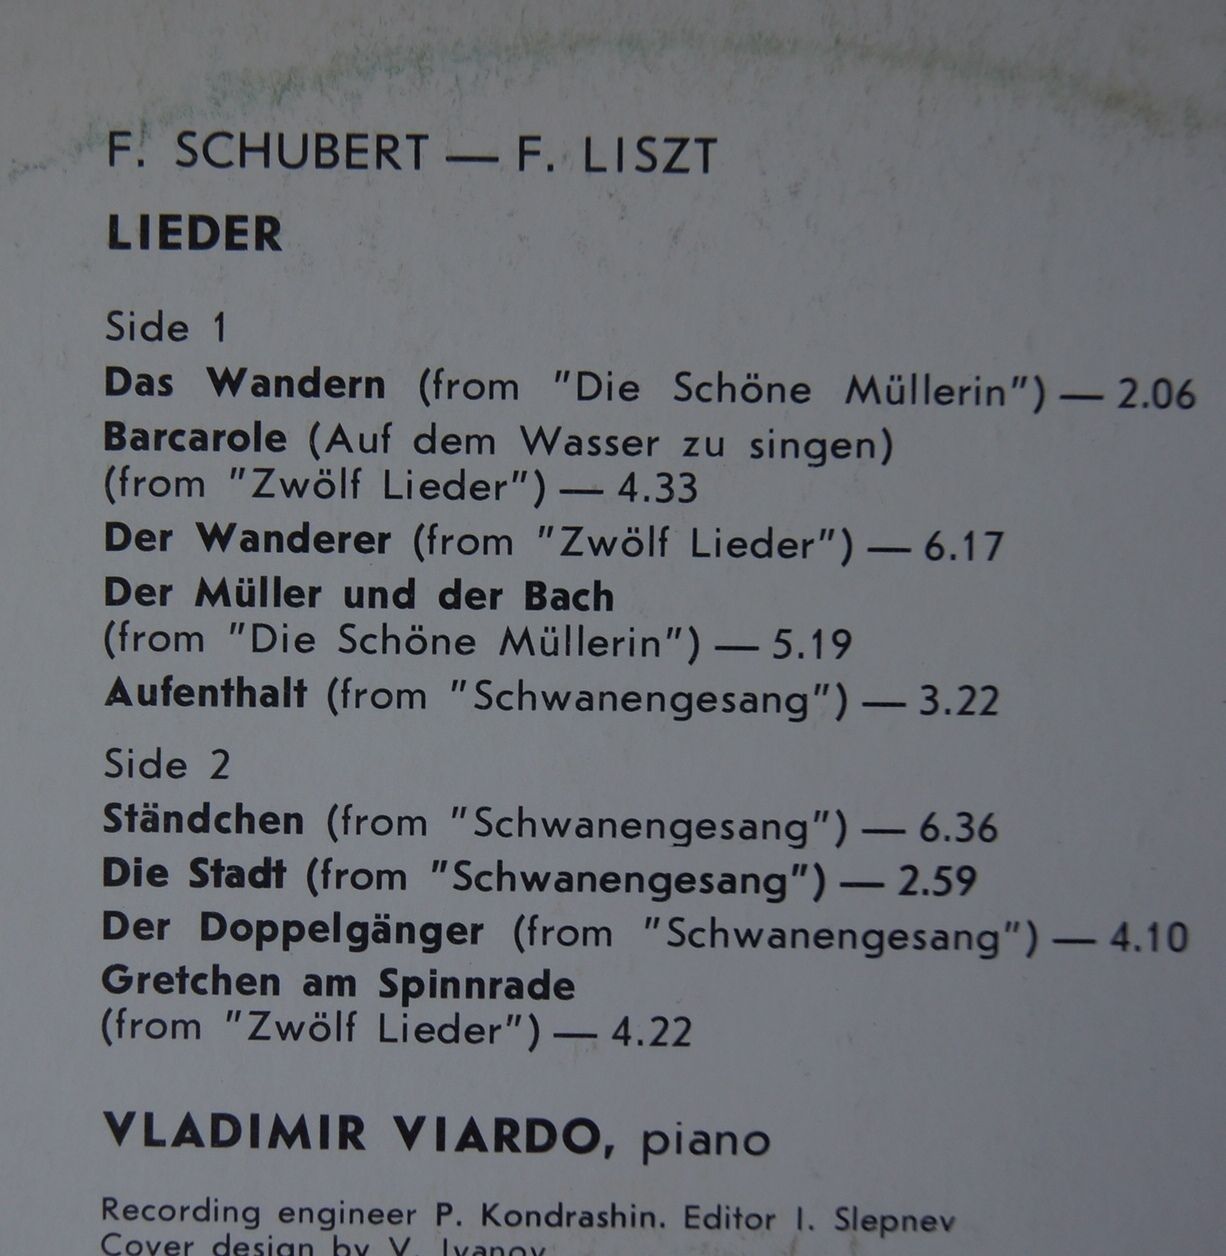 F. SCHUBERT — F. LISZT
LIEDER
Side 1
Das Wandern (from "Die Schöne Müllerin") — 2.06
Barcarole (Auf dem Wasser zu singen)
(from "Zwölf Lieder") — 4.33
Der Wanderer (from "Zwölf Lieder") — 6.17
Der Müller und der Bach
(from "Die Schöne Müllerin") — 5.19
Aufenthalt (from "Schwanengesang") — 3.22
Side 2
Ständchen (from "Schwanengesang") — 6.36
Die Stadt (from "Schwanengesang") — 2.59
Der Doppelgänger (from "Schwanengesang") — 4.10
Gretchen am Spinnrade
(from "Zwölf Lieder") — 4.22
VLADIMIR VIARDO, piano
Recording engineer P. Kondrashin. Editor I. Slepnev
Cover design by V. Ivanov